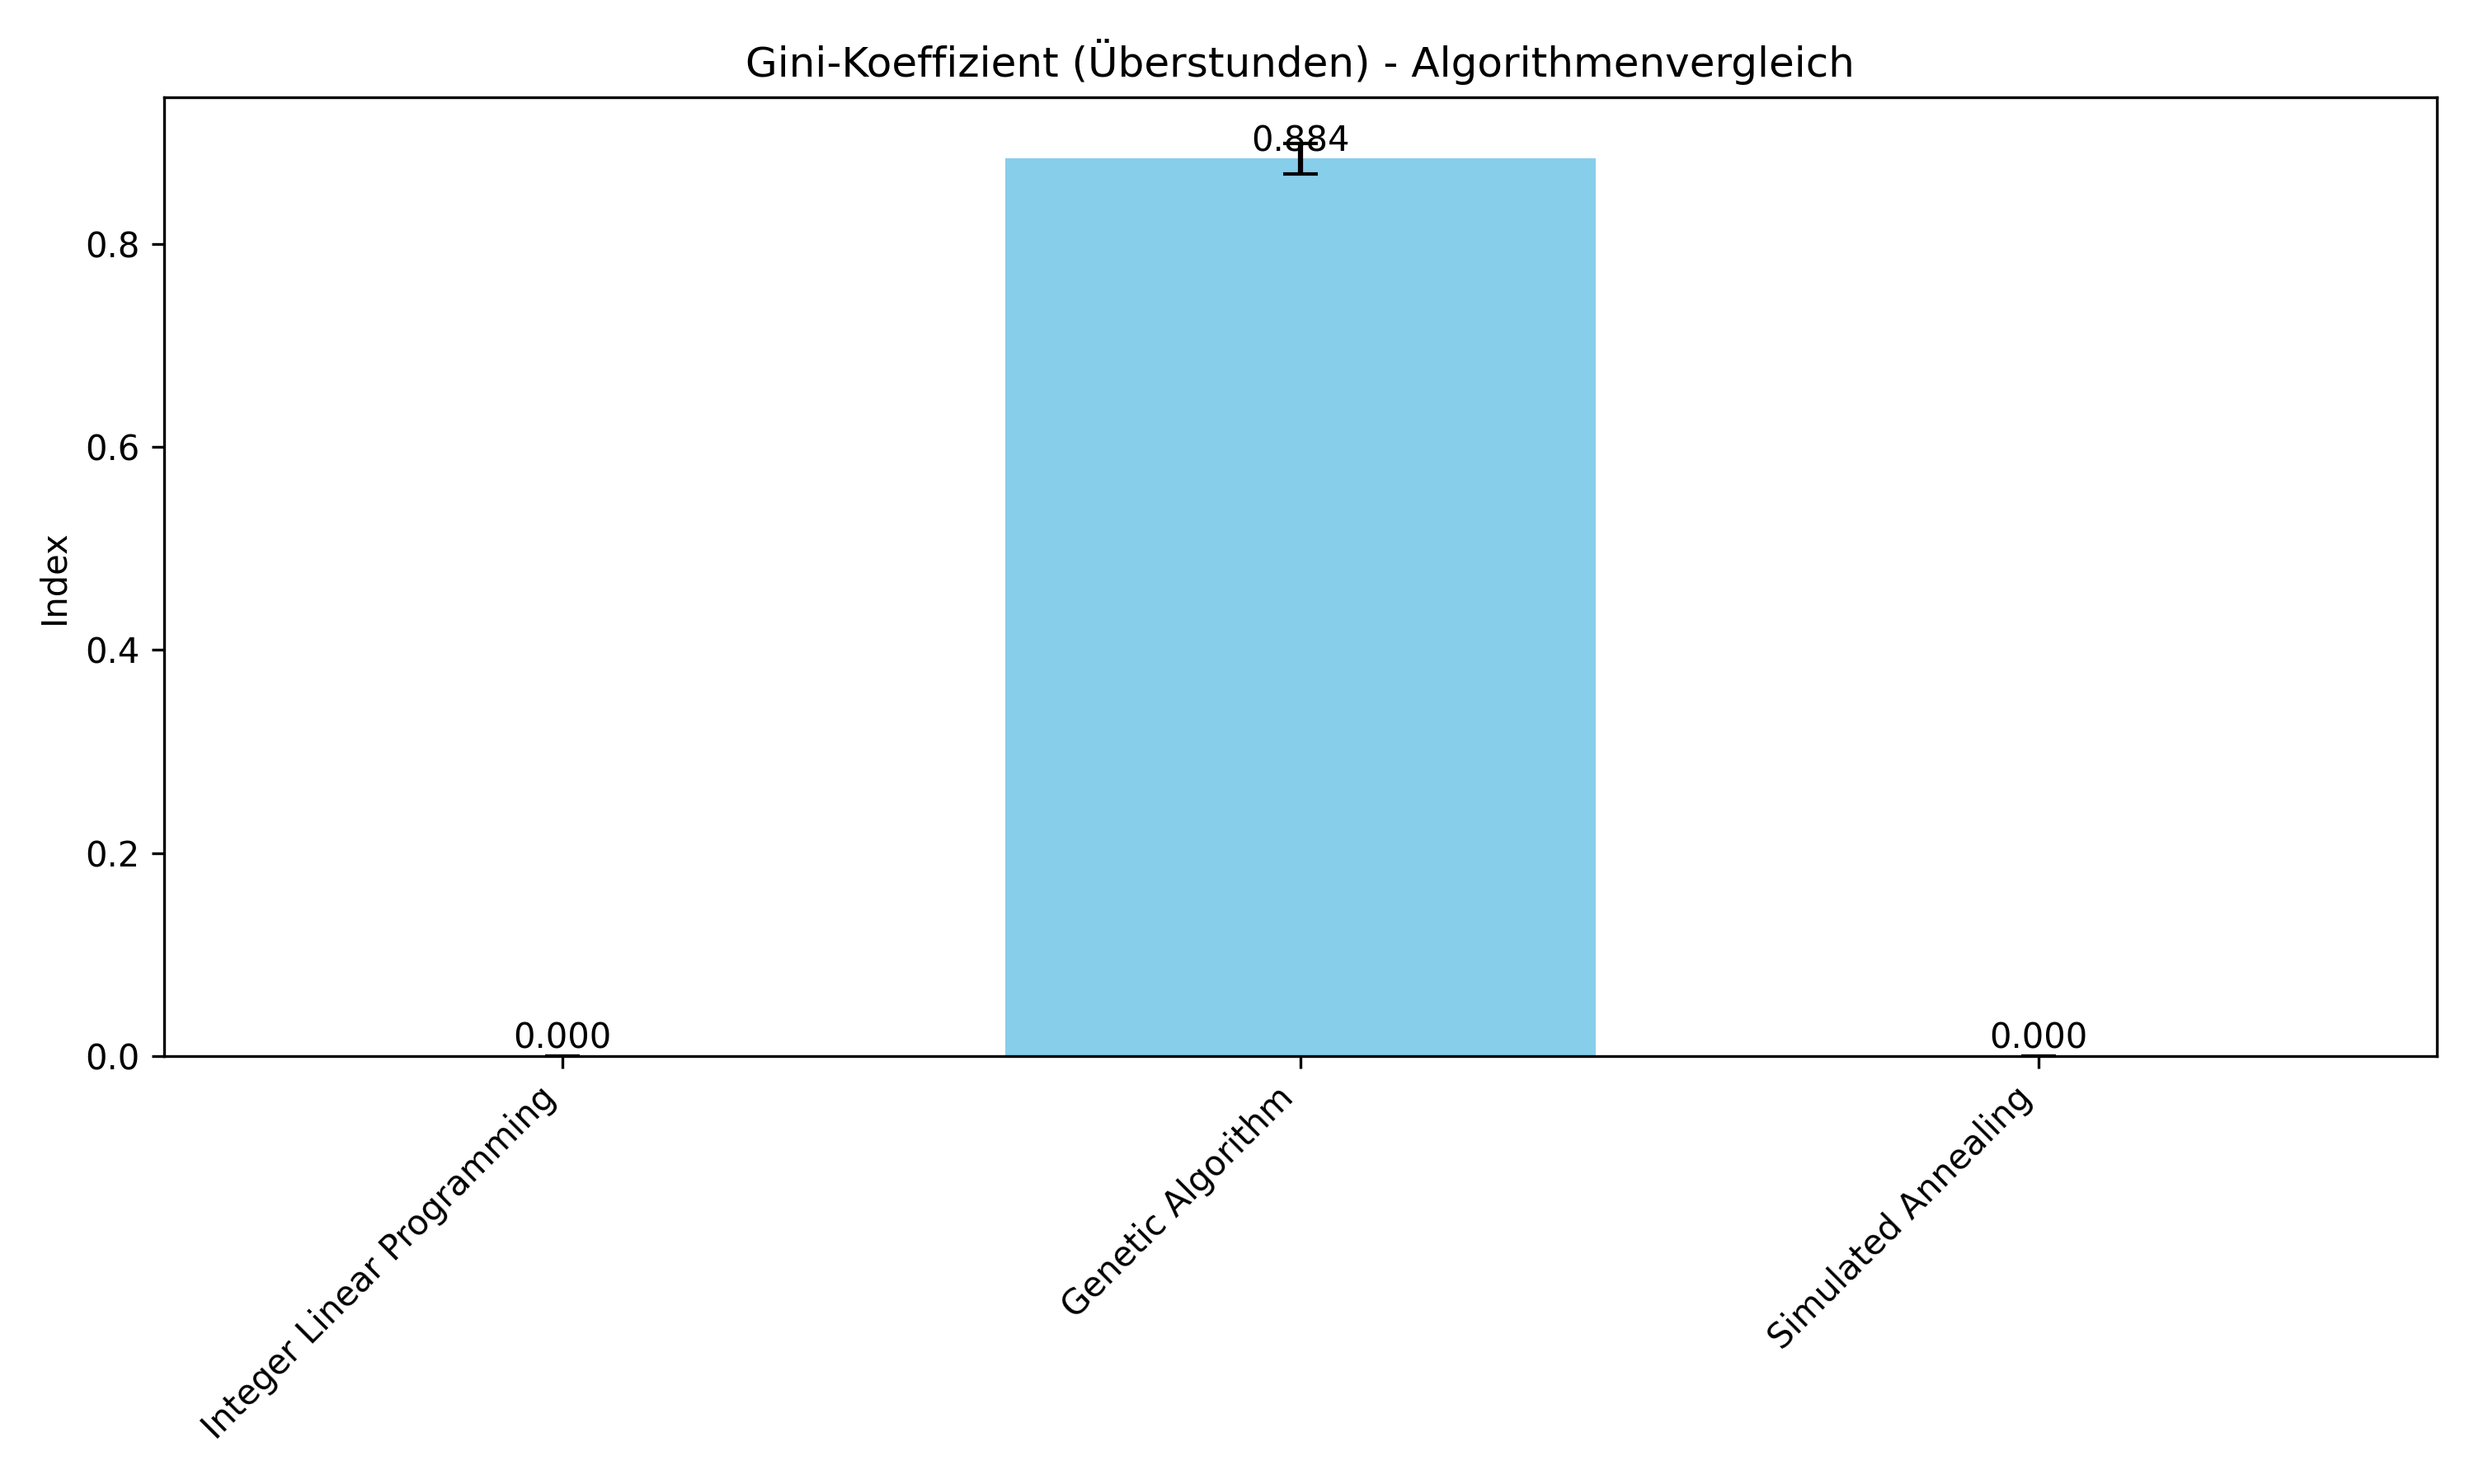 Gini-Koeffizient (Überstunden) - Algorithmenvergleich
0.884
0.8
0.6
Index
0.4
0.2
0.000
0.000
0.0
Integer Linear Programming
Genetic Algorithm
Simulated Annealing